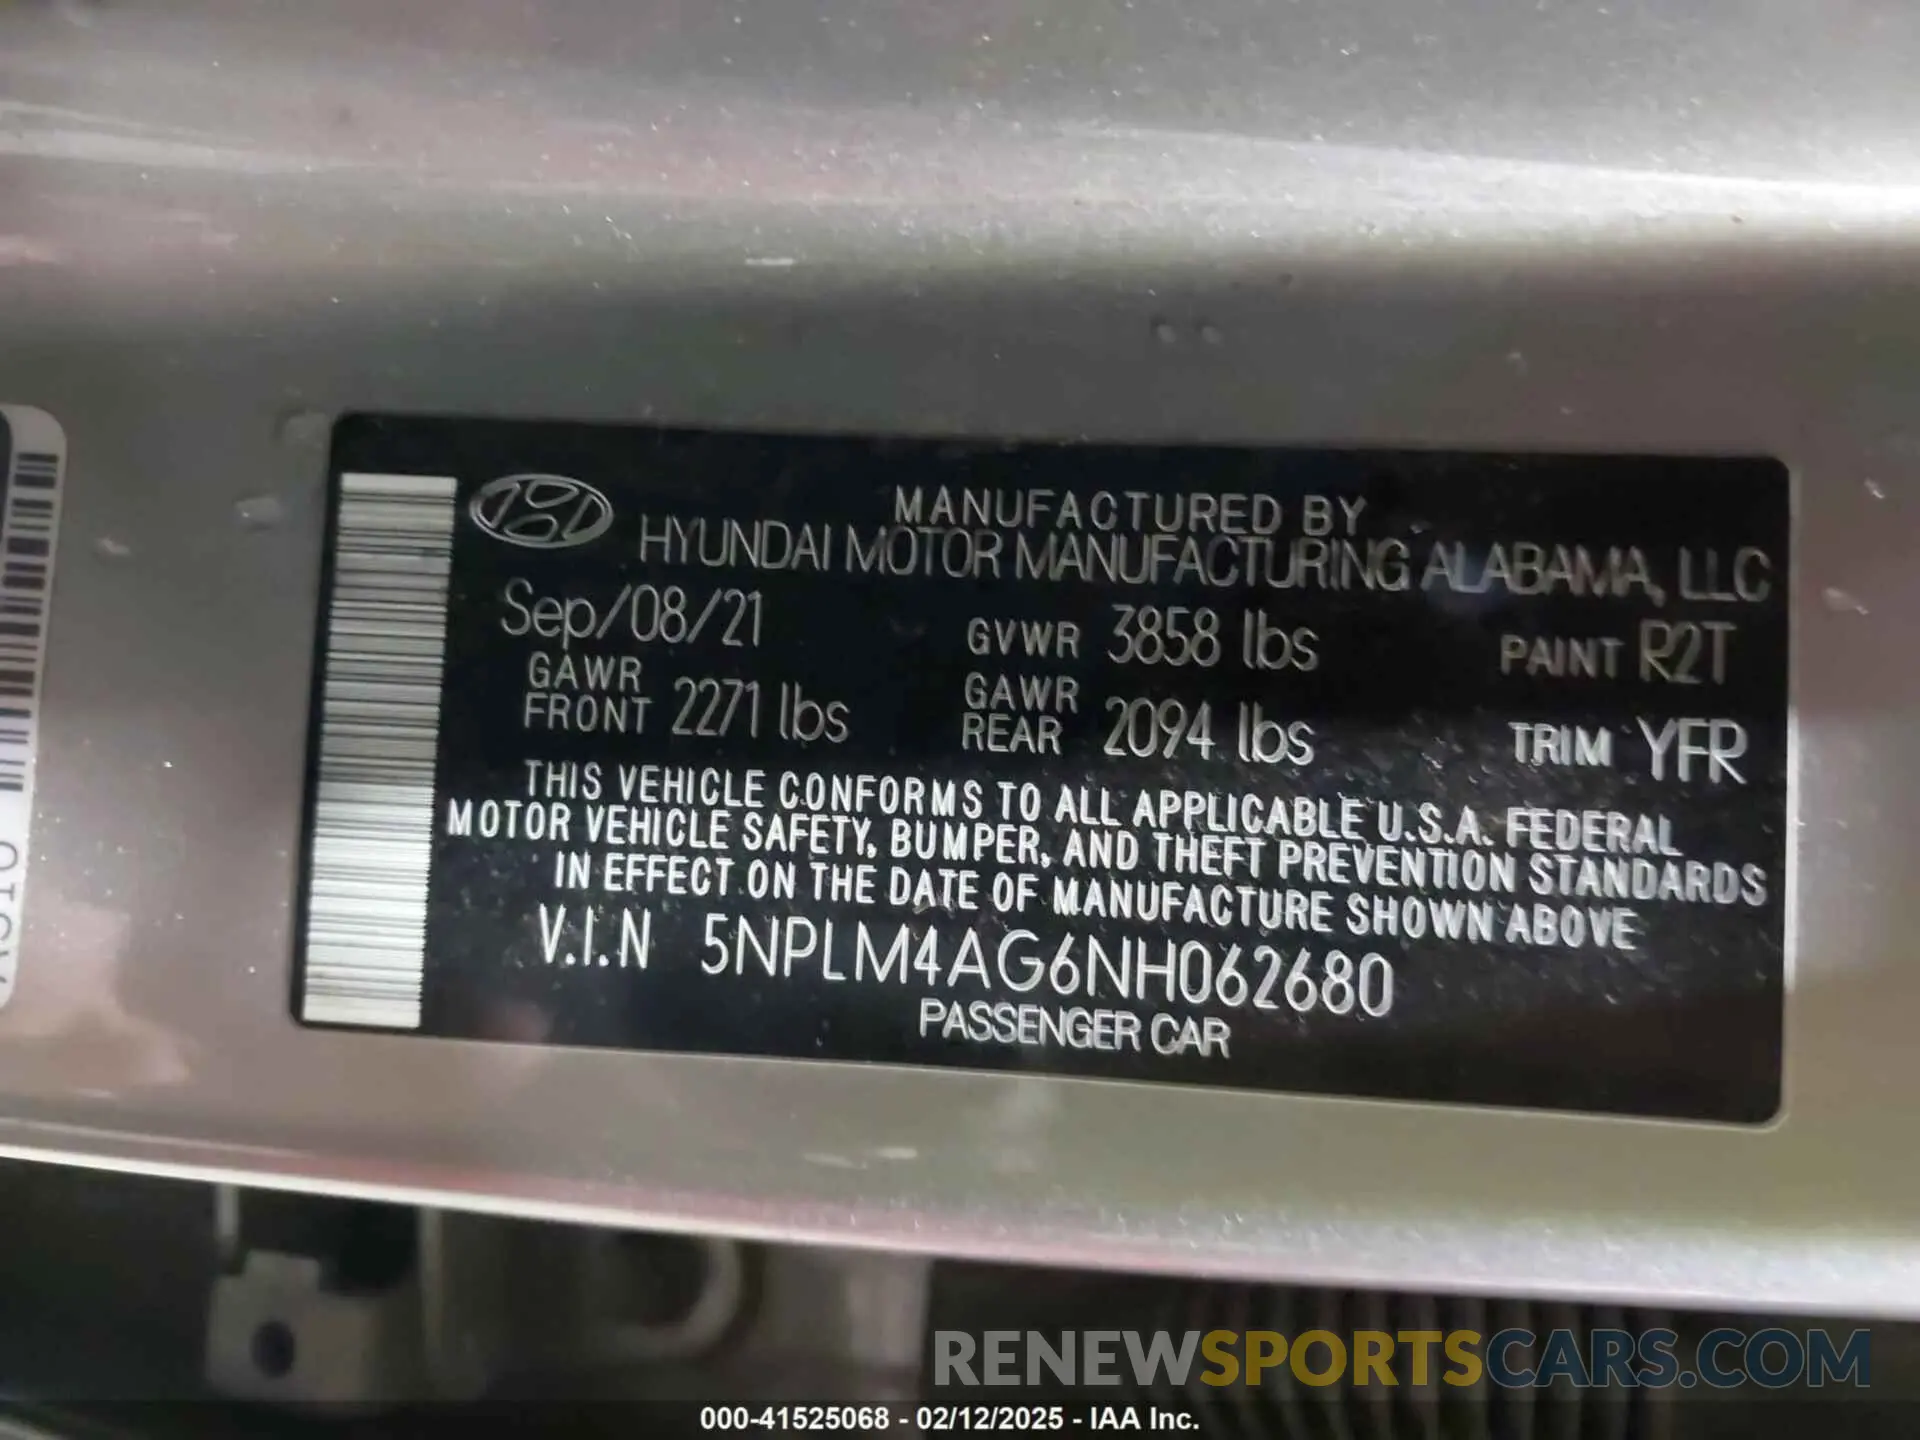 MANUFACTURED BY
HYUNDAI MOTOR MANUFACTURING ALABAMA, LLC
Sep/08/21 GVWR 3858 lbs PAINT R2T
GAWR FRONT 2271 lbs GAWR REAR 2094 lbs TRIM YFR
THIS VEHICLE CONFORMS TO ALL APPLICABLE U.S.A. FEDERAL
MOTOR VEHICLE SAFETY, BUMPER, AND THEFT PREVENTION STANDARDS
IN EFFECT ON THE DATE OF MANUFACTURE SHOWN ABOVE
V.I.N 5NPLM4AG6NH062680
PASSENGER CAR
RENEWSPORTSCARS.COM
000-41525068 - 02/12/2025 - IAA Inc.